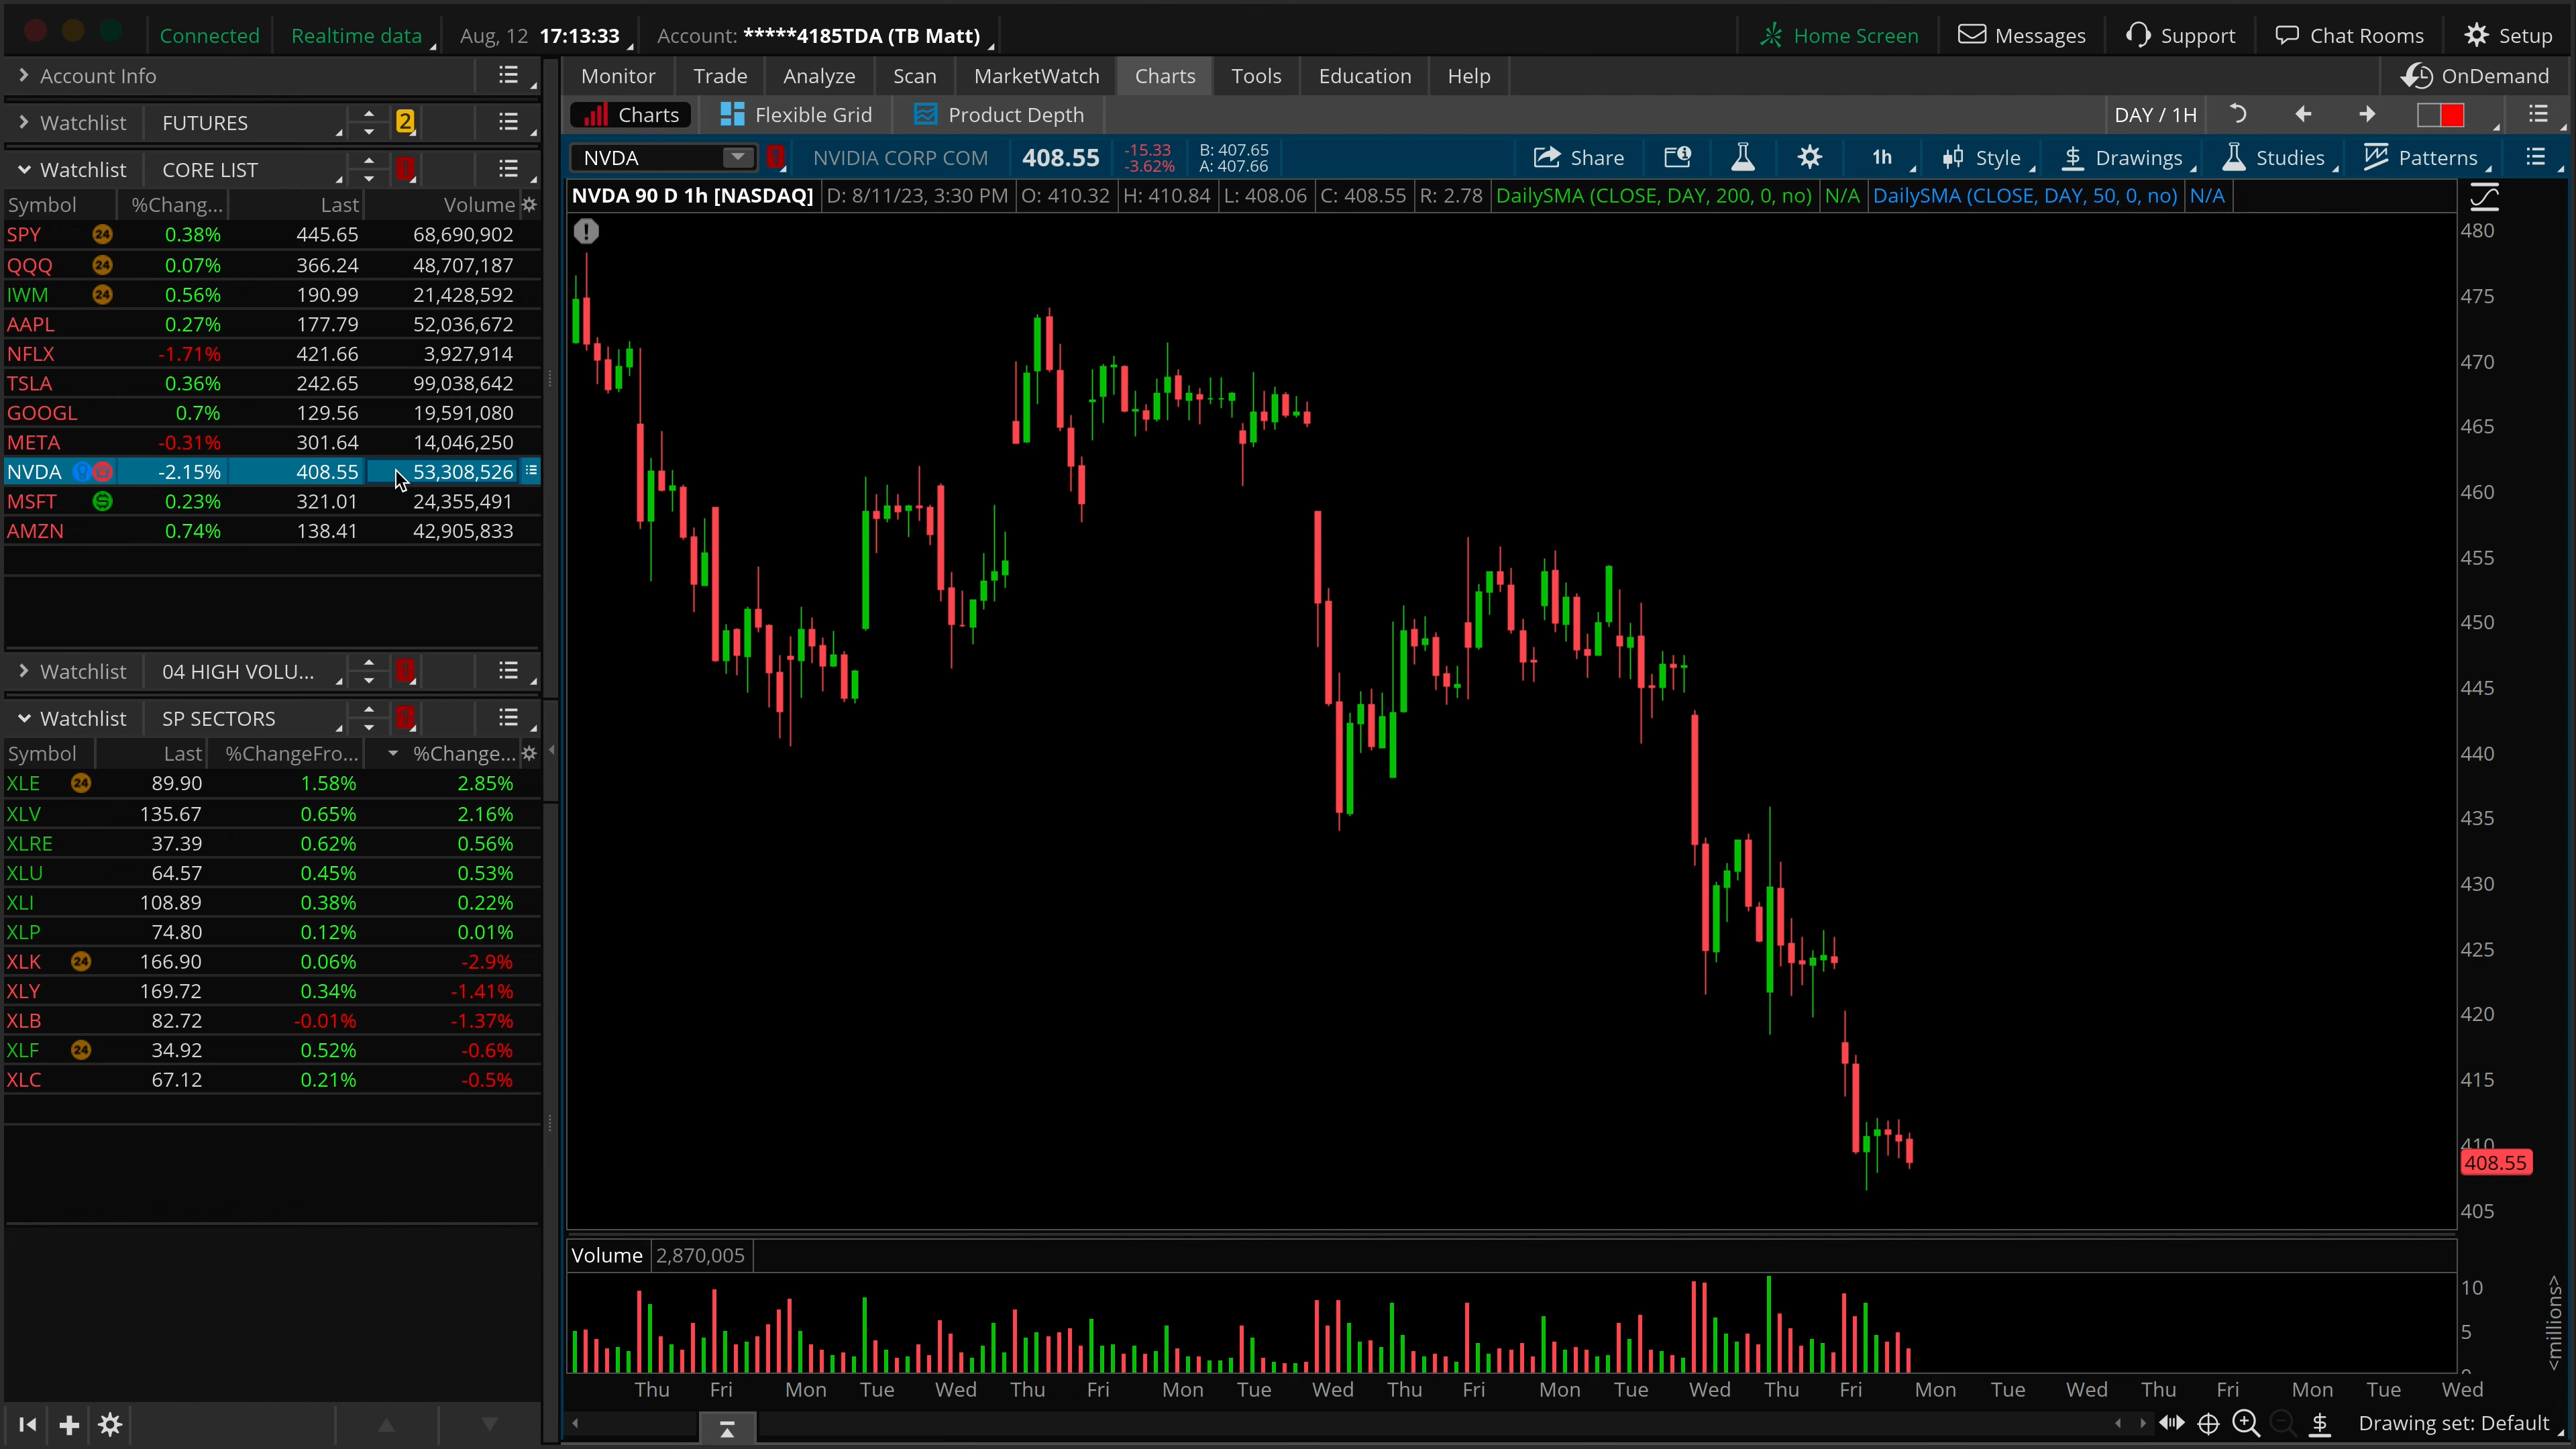 Connected Realtime data Aug, 12 17:13:33 Account: *****4185TDA (TB Matt) Home Screen Messages Support Chat Rooms Setup
Account Info
Monitor Trade Analyze Scan MarketWatch Charts Tools Education Help OnDemand
Watchlist FUTURES 2
Charts Flexible Grid Product Depth DAY / 1H
Watchlist CORE LIST
NVDA NVIDIA CORP COM 408.55 -15.33 -3.62% B: 407.65 A: 407.66 Share 1h Style Drawings Studies Patterns
NVDA 90 D 1h [NASDAQ] D: 8/11/23, 3:30 PM O: 410.32 H: 410.84 L: 408.06 C: 408.55 R: 2.78 DailySMA (CLOSE, DAY, 200, 0, no) N/A DailySMA (CLOSE, DAY, 50, 0, no) N/A
Symbol %Chang... Last Volume
SPY 24 0.38% 445.65 68,690,902
QQQ 24 0.07% 366.24 48,707,187
IWM 24 0.56% 190.99 21,428,592
AAPL 0.27% 177.79 52,036,672
NFLX -1.71% 421.66 3,927,914
TSLA 0.36% 242.65 99,038,642
GOOGL 0.7% 129.56 19,591,080
META -0.31% 301.64 14,046,250
NVDA -2.15% 408.55 53,308,526
MSFT 0.23% 321.01 24,355,491
AMZN 0.74% 138.41 42,905,833
Watchlist 04 HIGH VOLU...
Watchlist SP SECTORS
Symbol Last %ChangeFro... %Change...
XLE 24 89.90 1.58% 2.85%
XLV 135.67 0.65% 2.16%
XLRE 37.39 0.62% 0.56%
XLU 64.57 0.45% 0.53%
XLI 108.89 0.38% 0.22%
XLP 74.80 0.12% 0.01%
XLK 24 166.90 0.06% -2.9%
XLY 169.72 0.34% -1.41%
XLB 82.72 -0.01% -1.37%
XLF 24 34.92 0.52% -0.6%
XLC 67.12 0.21% -0.5%
480
475
470
465
460
455
450
445
440
435
430
425
420
415
410
408.55
405
Volume 2,870,005
10
5
<millions>
Thu Fri Mon Tue Wed Thu Fri Mon Tue Wed Thu Fri Mon Tue Wed Thu Fri Mon Tue Wed Thu Fri Mon Tue Wed
Drawing set: Default